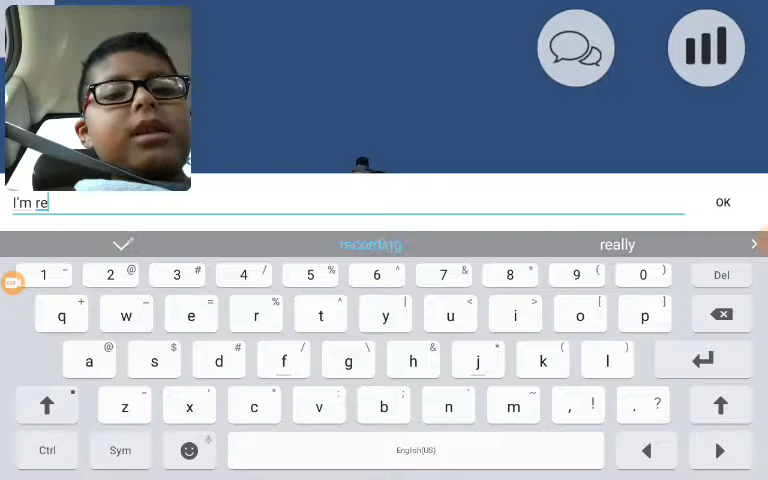 I'm re
OK
recording really
1 - 2 @ 3 # 4 / 5 % 6 ^ 7 & 8 * 9 ( 0 ) Del
q + w – e = r % t ^ y | u < i > o [ p ]
a @ s $ d # f / g \ h & j * k ( l )
z - x ' c " v : b ; n m ~ , ! . ?
Ctrl Sym English(US)
GIF